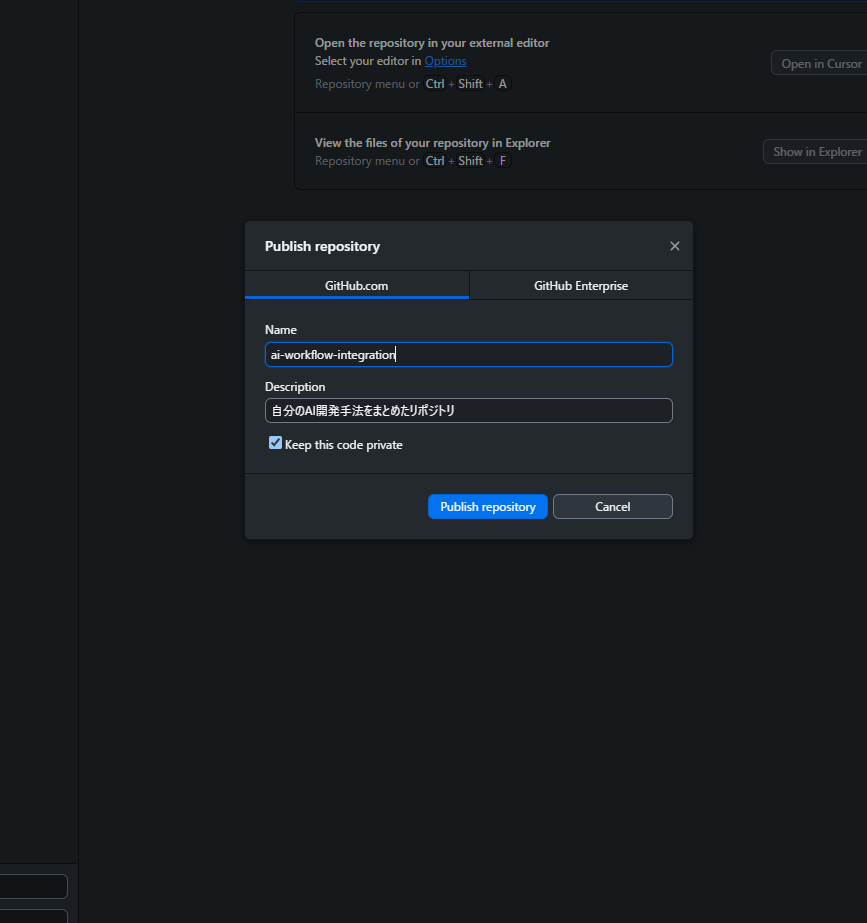 Open the repository in your external editor
Select your editor in Options
Repository menu or Ctrl + Shift + A
Open in Cursor
View the files of your repository in Explorer
Repository menu or Ctrl + Shift + F
Show in Explorer
Publish repository
GitHub.com
GitHub Enterprise
Name
ai-workflow-integration
Description
自分のAI開発手法をまとめたリポジトリ
Keep this code private
Publish repository
Cancel